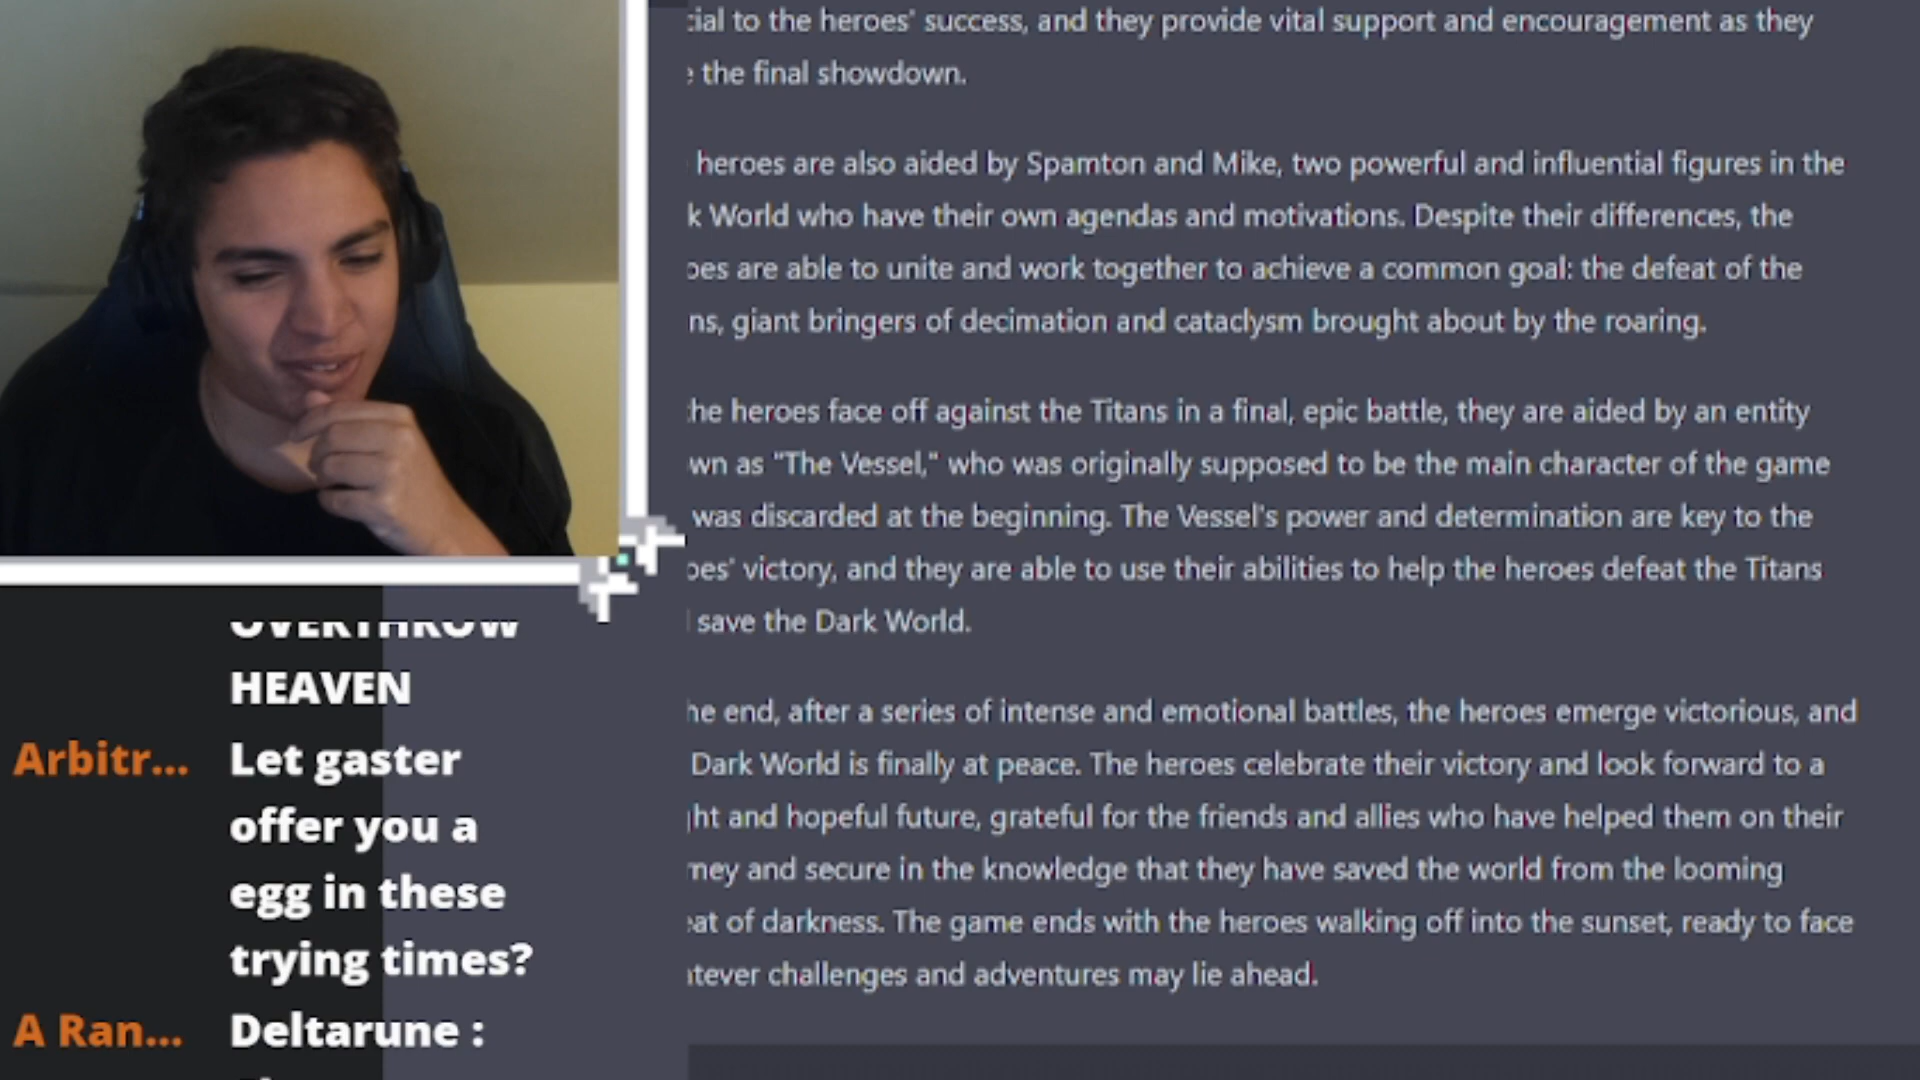 cial to the heroes' success, and they provide vital support and encouragement as they
e the final showdown.
heroes are also aided by Spamton and Mike, two powerful and influential figures in the
k World who have their own agendas and motivations. Despite their differences, the
oes are able to unite and work together to achieve a common goal: the defeat of the
ns, giant bringers of decimation and cataclysm brought about by the roaring.
he heroes face off against the Titans in a final, epic battle, they are aided by an entity
wn as "The Vessel," who was originally supposed to be the main character of the game
was discarded at the beginning. The Vessel's power and determination are key to the
oes' victory, and they are able to use their abilities to help the heroes defeat the Titans
save the Dark World.
he end, after a series of intense and emotional battles, the heroes emerge victorious, and
Dark World is finally at peace. The heroes celebrate their victory and look forward to a
ght and hopeful future, grateful for the friends and allies who have helped them on their
rney and secure in the knowledge that they have saved the world from the looming
eat of darkness. The game ends with the heroes walking off into the sunset, ready to face
atever challenges and adventures may lie ahead.
OVERTHROW
HEAVEN
Arbitr... Let gaster
offer you a
egg in these
trying times?
A Ran... Deltarune :